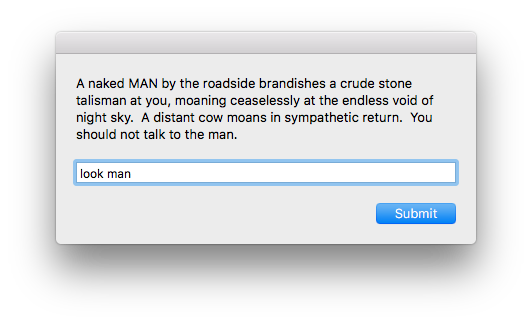 A naked MAN by the roadside brandishes a crude stone
talisman at you, moaning ceaselessly at the endless void of
night sky.  A distant cow moans in sympathetic return.  You
should not talk to the man.
look man
Submit